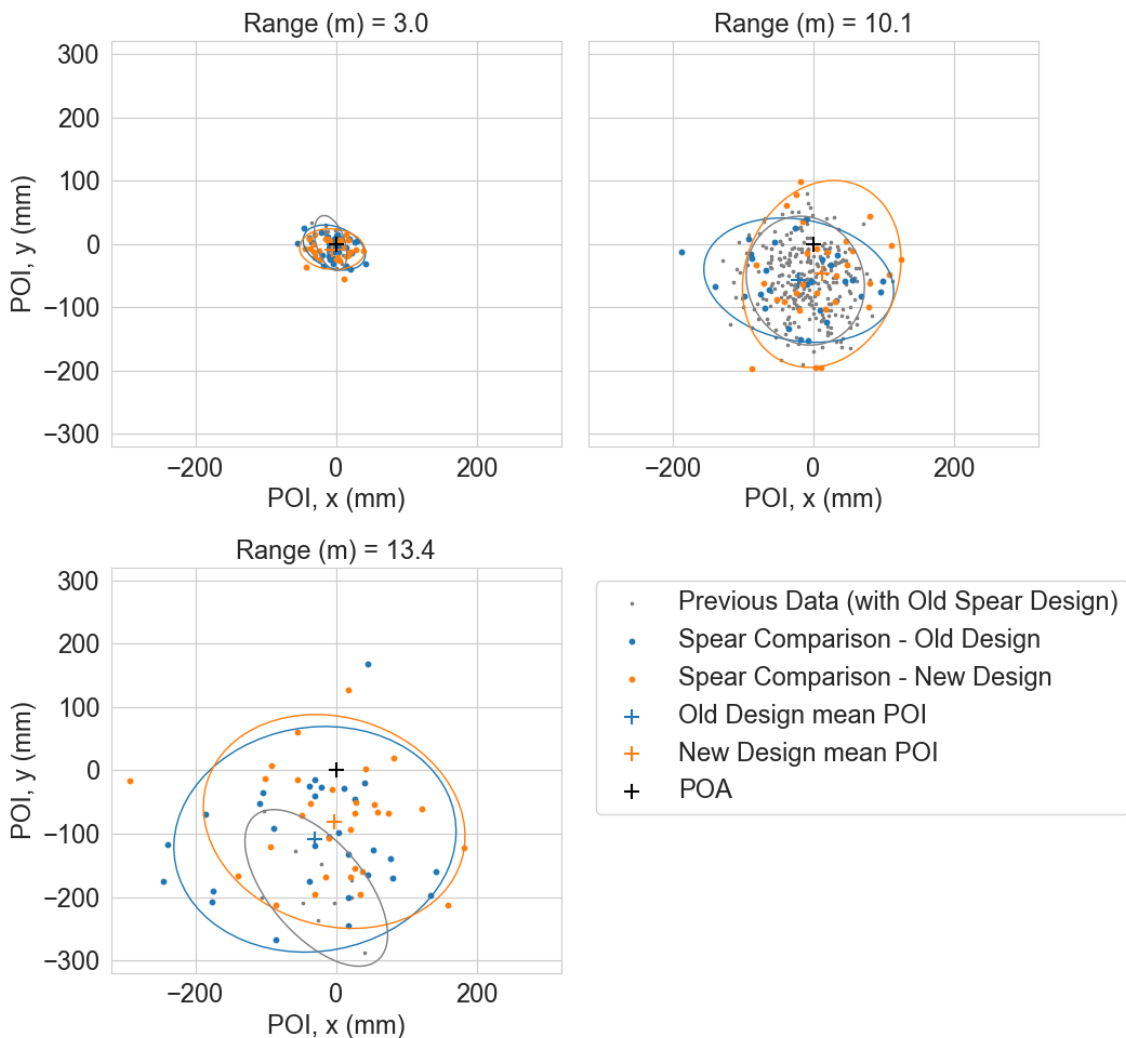 Range (m) = 3.0
Range (m) = 10.1
300
200
100
0
−100
−200
−300
POI, y (mm)
−200 0 200
−200 0 200
POI, x (mm)
POI, x (mm)
Range (m) = 13.4
300
200
100
0
−100
−200
−300
POI, y (mm)
−200 0 200
POI, x (mm)
Previous Data (with Old Spear Design)
Spear Comparison - Old Design
Spear Comparison - New Design
Old Design mean POI
New Design mean POI
POA